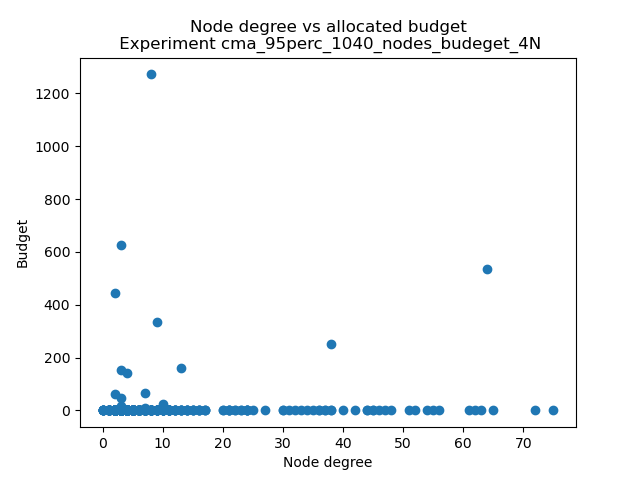 Node degree vs allocated budget
Experiment cma_95perc_1040_nodes_budeget_4N
1200
1000
800
600
400
200
0
Budget
0 10 20 30 40 50 60 70
Node degree